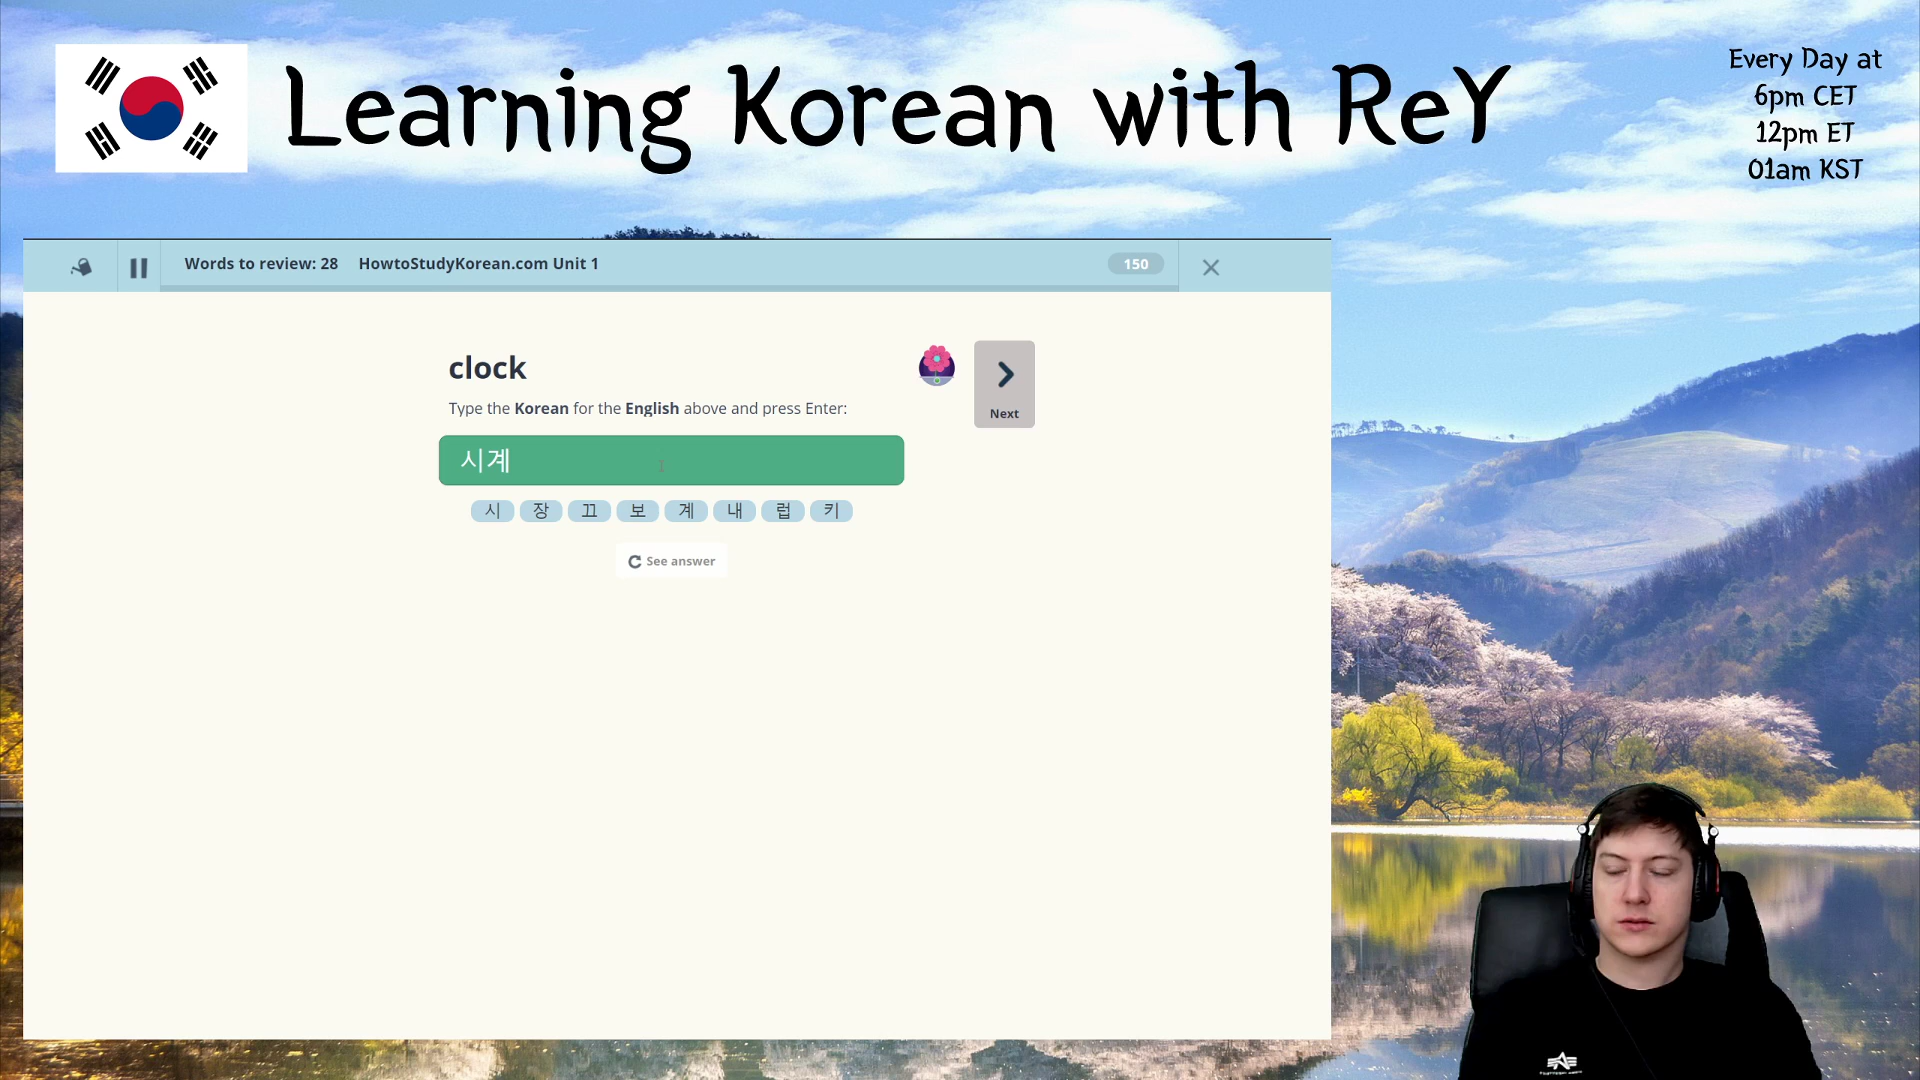 Learning Korean with ReY
Every Day at
6pm CET
12pm ET
01am KST
Words to review: 28 HowtoStudyKorean.com Unit 1
150
clock
Next
Type the Korean for the English above and press Enter:
시계
시 장 끄 보 계 내 럽 키
See answer